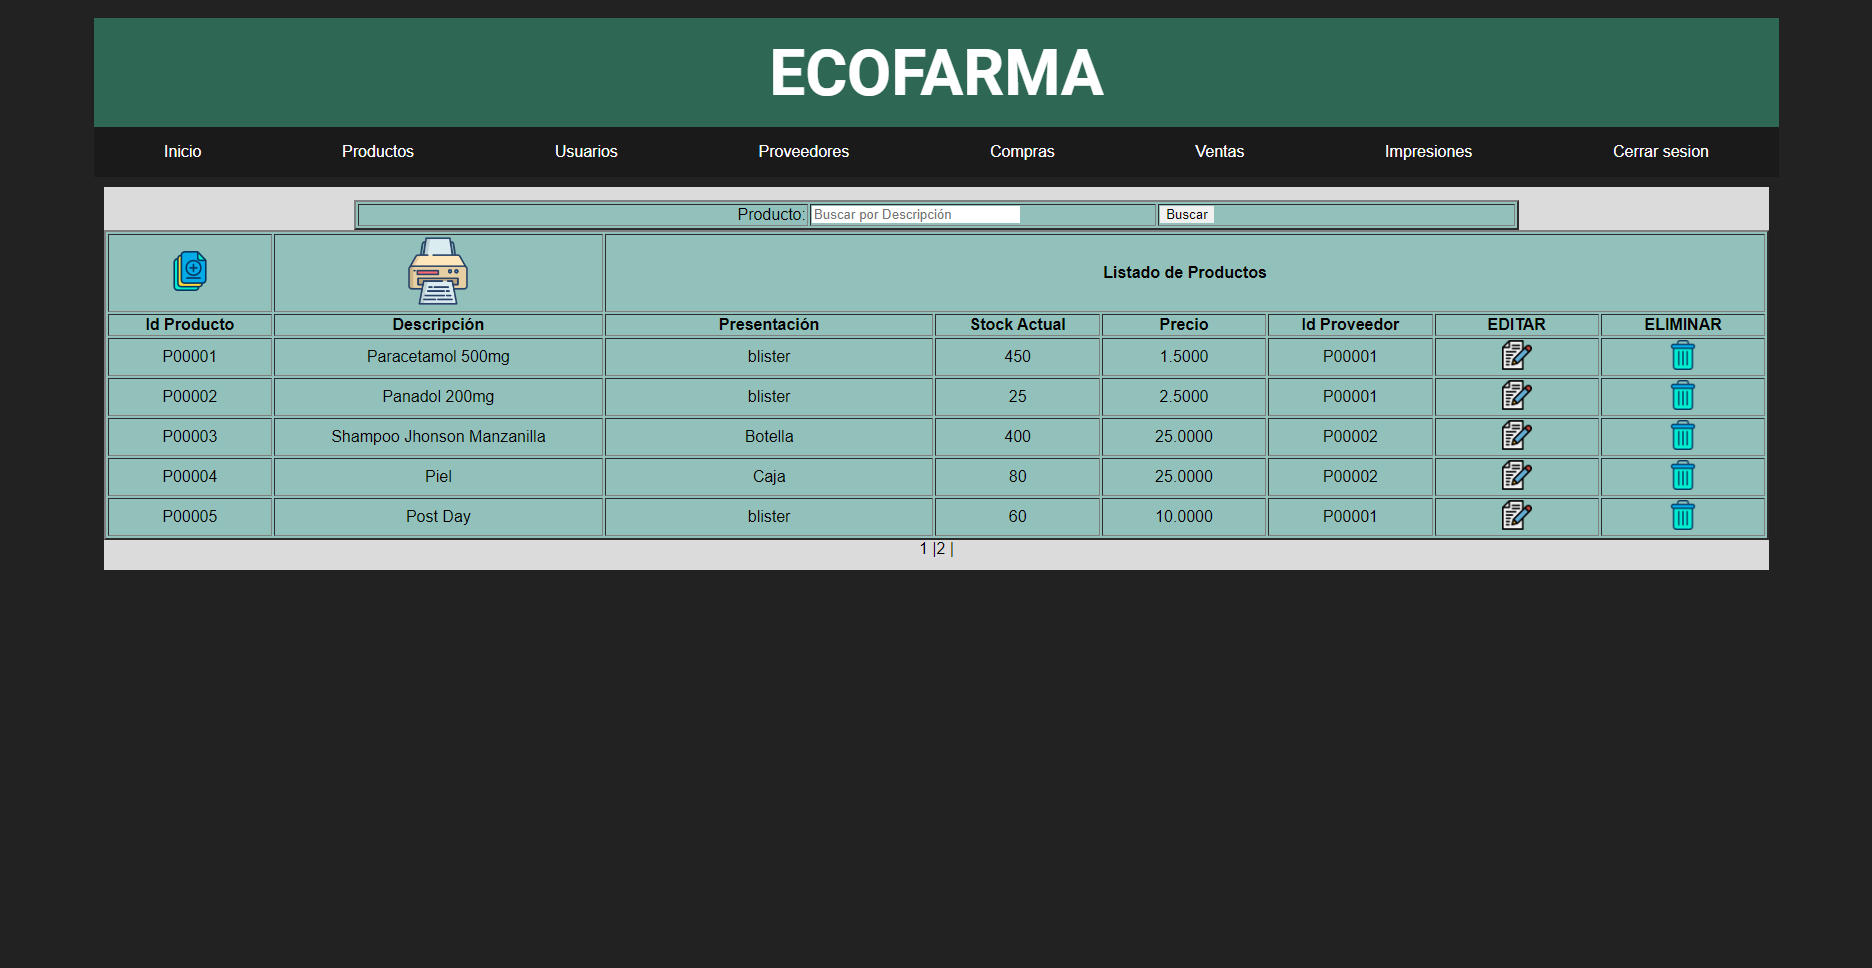 ECOFARMA
Inicio Productos Usuarios Proveedores Compras Ventas Impresiones Cerrar sesion
Producto: Buscar por Descripción Buscar
Listado de Productos
Id Producto Descripción Presentación Stock Actual Precio Id Proveedor EDITAR ELIMINAR
P00001 Paracetamol 500mg blister 450 1.5000 P00001
P00002 Panadol 200mg blister 25 2.5000 P00001
P00003 Shampoo Jhonson Manzanilla Botella 400 25.0000 P00002
P00004 Piel Caja 80 25.0000 P00002
P00005 Post Day blister 60 10.0000 P00001
1 |2 |